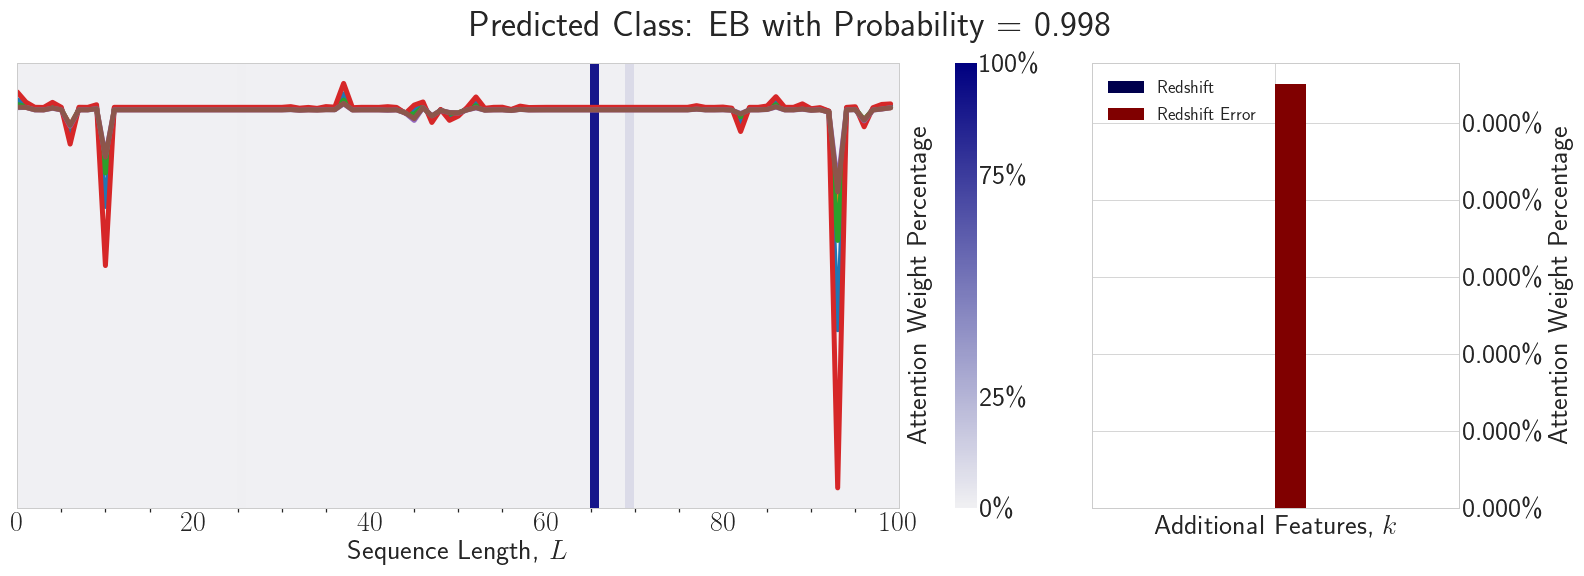 Predicted Class: EB with Probability = 0.998
100%
75%
25%
0%
Attention Weight Percentage
0
20
40
60
80
100
Sequence Length, L
Redshift
Redshift Error
0.000%
0.000%
0.000%
0.000%
0.000%
0.000%
Attention Weight Percentage
Additional Features, k